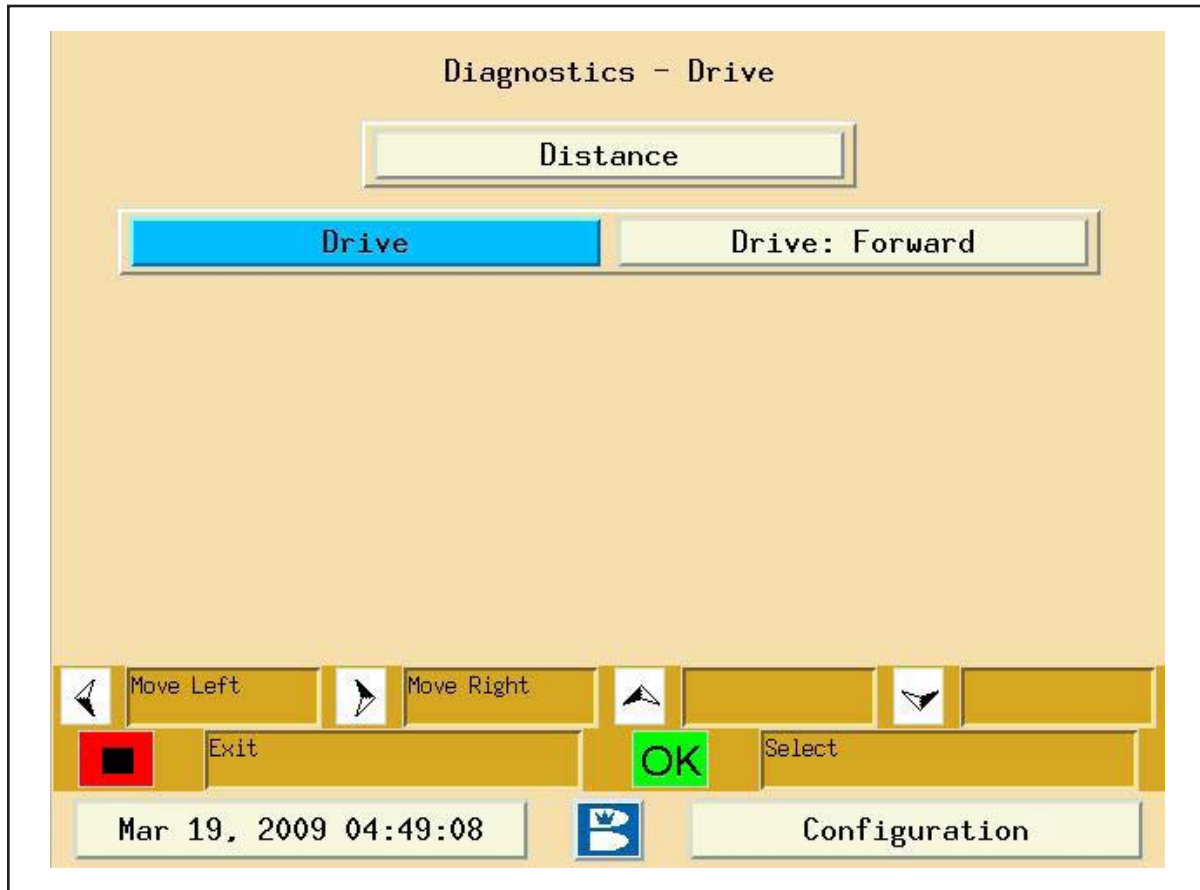 Diagnostics - Drive
Distance
Drive Drive: Forward
Move Left Move Right
Exit OK Select
Mar 19, 2009 04:49:08 B Configuration